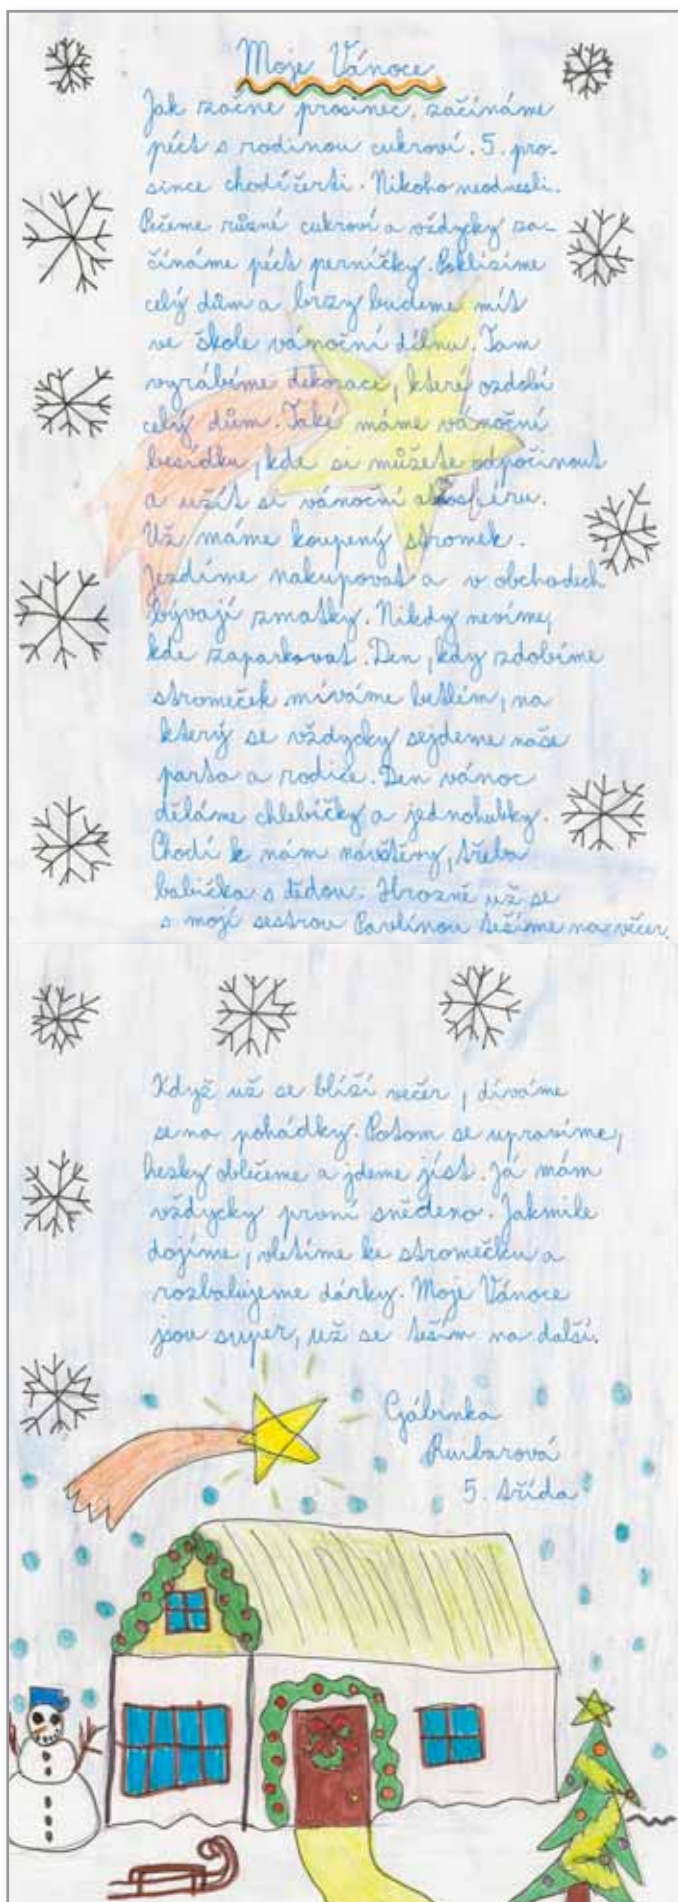 Moje Vánoce
Jak začne prosinec, začínáme
péct s rodinou cukroví. 5. pro-
since chodí čerti. Nikoho neodnesli.
Pečeme různé cukroví a vždycky za-
čínáme péct perníčky. Poklizíme
celý dům a brzy budeme mít
ve škole vánoční dílnu. Tam
vyrábíme dekorace, které ozdobí
celý dům. Také máme vánoční
besídku, kde si můžete odpočinout
a užít si vánoční atmosféru.
Už máme koupený stromek.
Jezdíme nakupovat a v obchodech
bývají zmatky. Nikdy nevíme,
kde zaparkovat. Den, kdy zdobíme
stromeček míváme betlém, na
který se vždycky sejdeme naše
parta a rodiče. Den vánoc
děláme chlebíčky a jednohubky.
Chodí k nám návštěvy, třeba
babička s dědou. Hrozně už se
s mojí sestrou Pavlínou těšíme na večer.
Když už se blíží večer, díváme
se na pohádky. Potom se upravíme,
hezky oblečeme a jdeme jíst. Já mám
vždycky první snědeno. Jakmile
dojíme, vletíme ke stromečku a
rozbalujeme dárky. Moje Vánoce
jsou super, už se těším na další.
Gábinka
5. třída